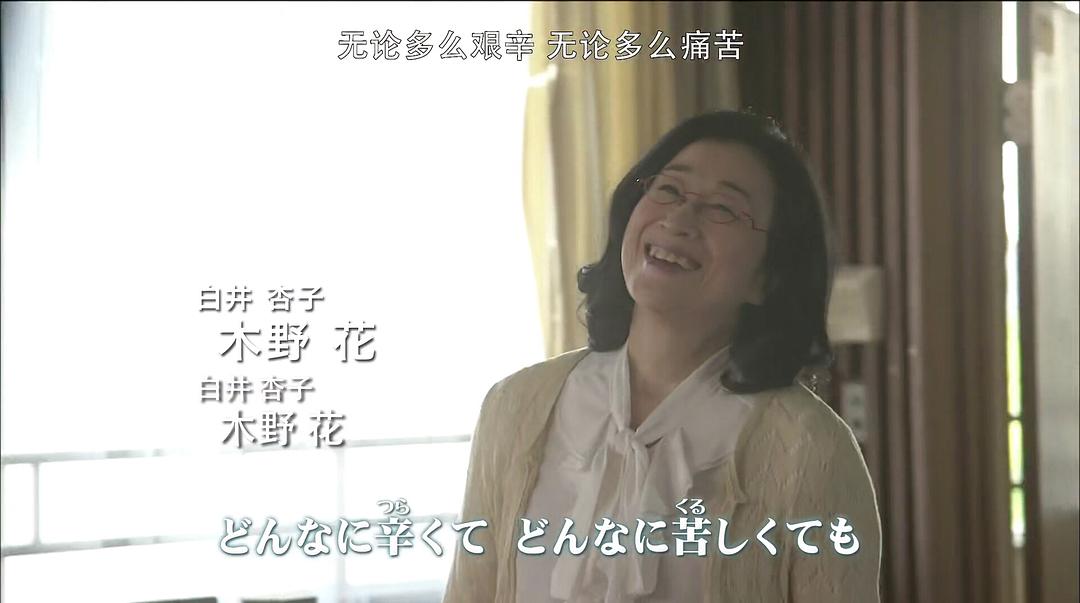 无论多么艰辛 无论多么痛苦
白井 杏子
木野 花
白井 杏子
木野 花
つら くる
どんなに辛くて どんなに苦しくても